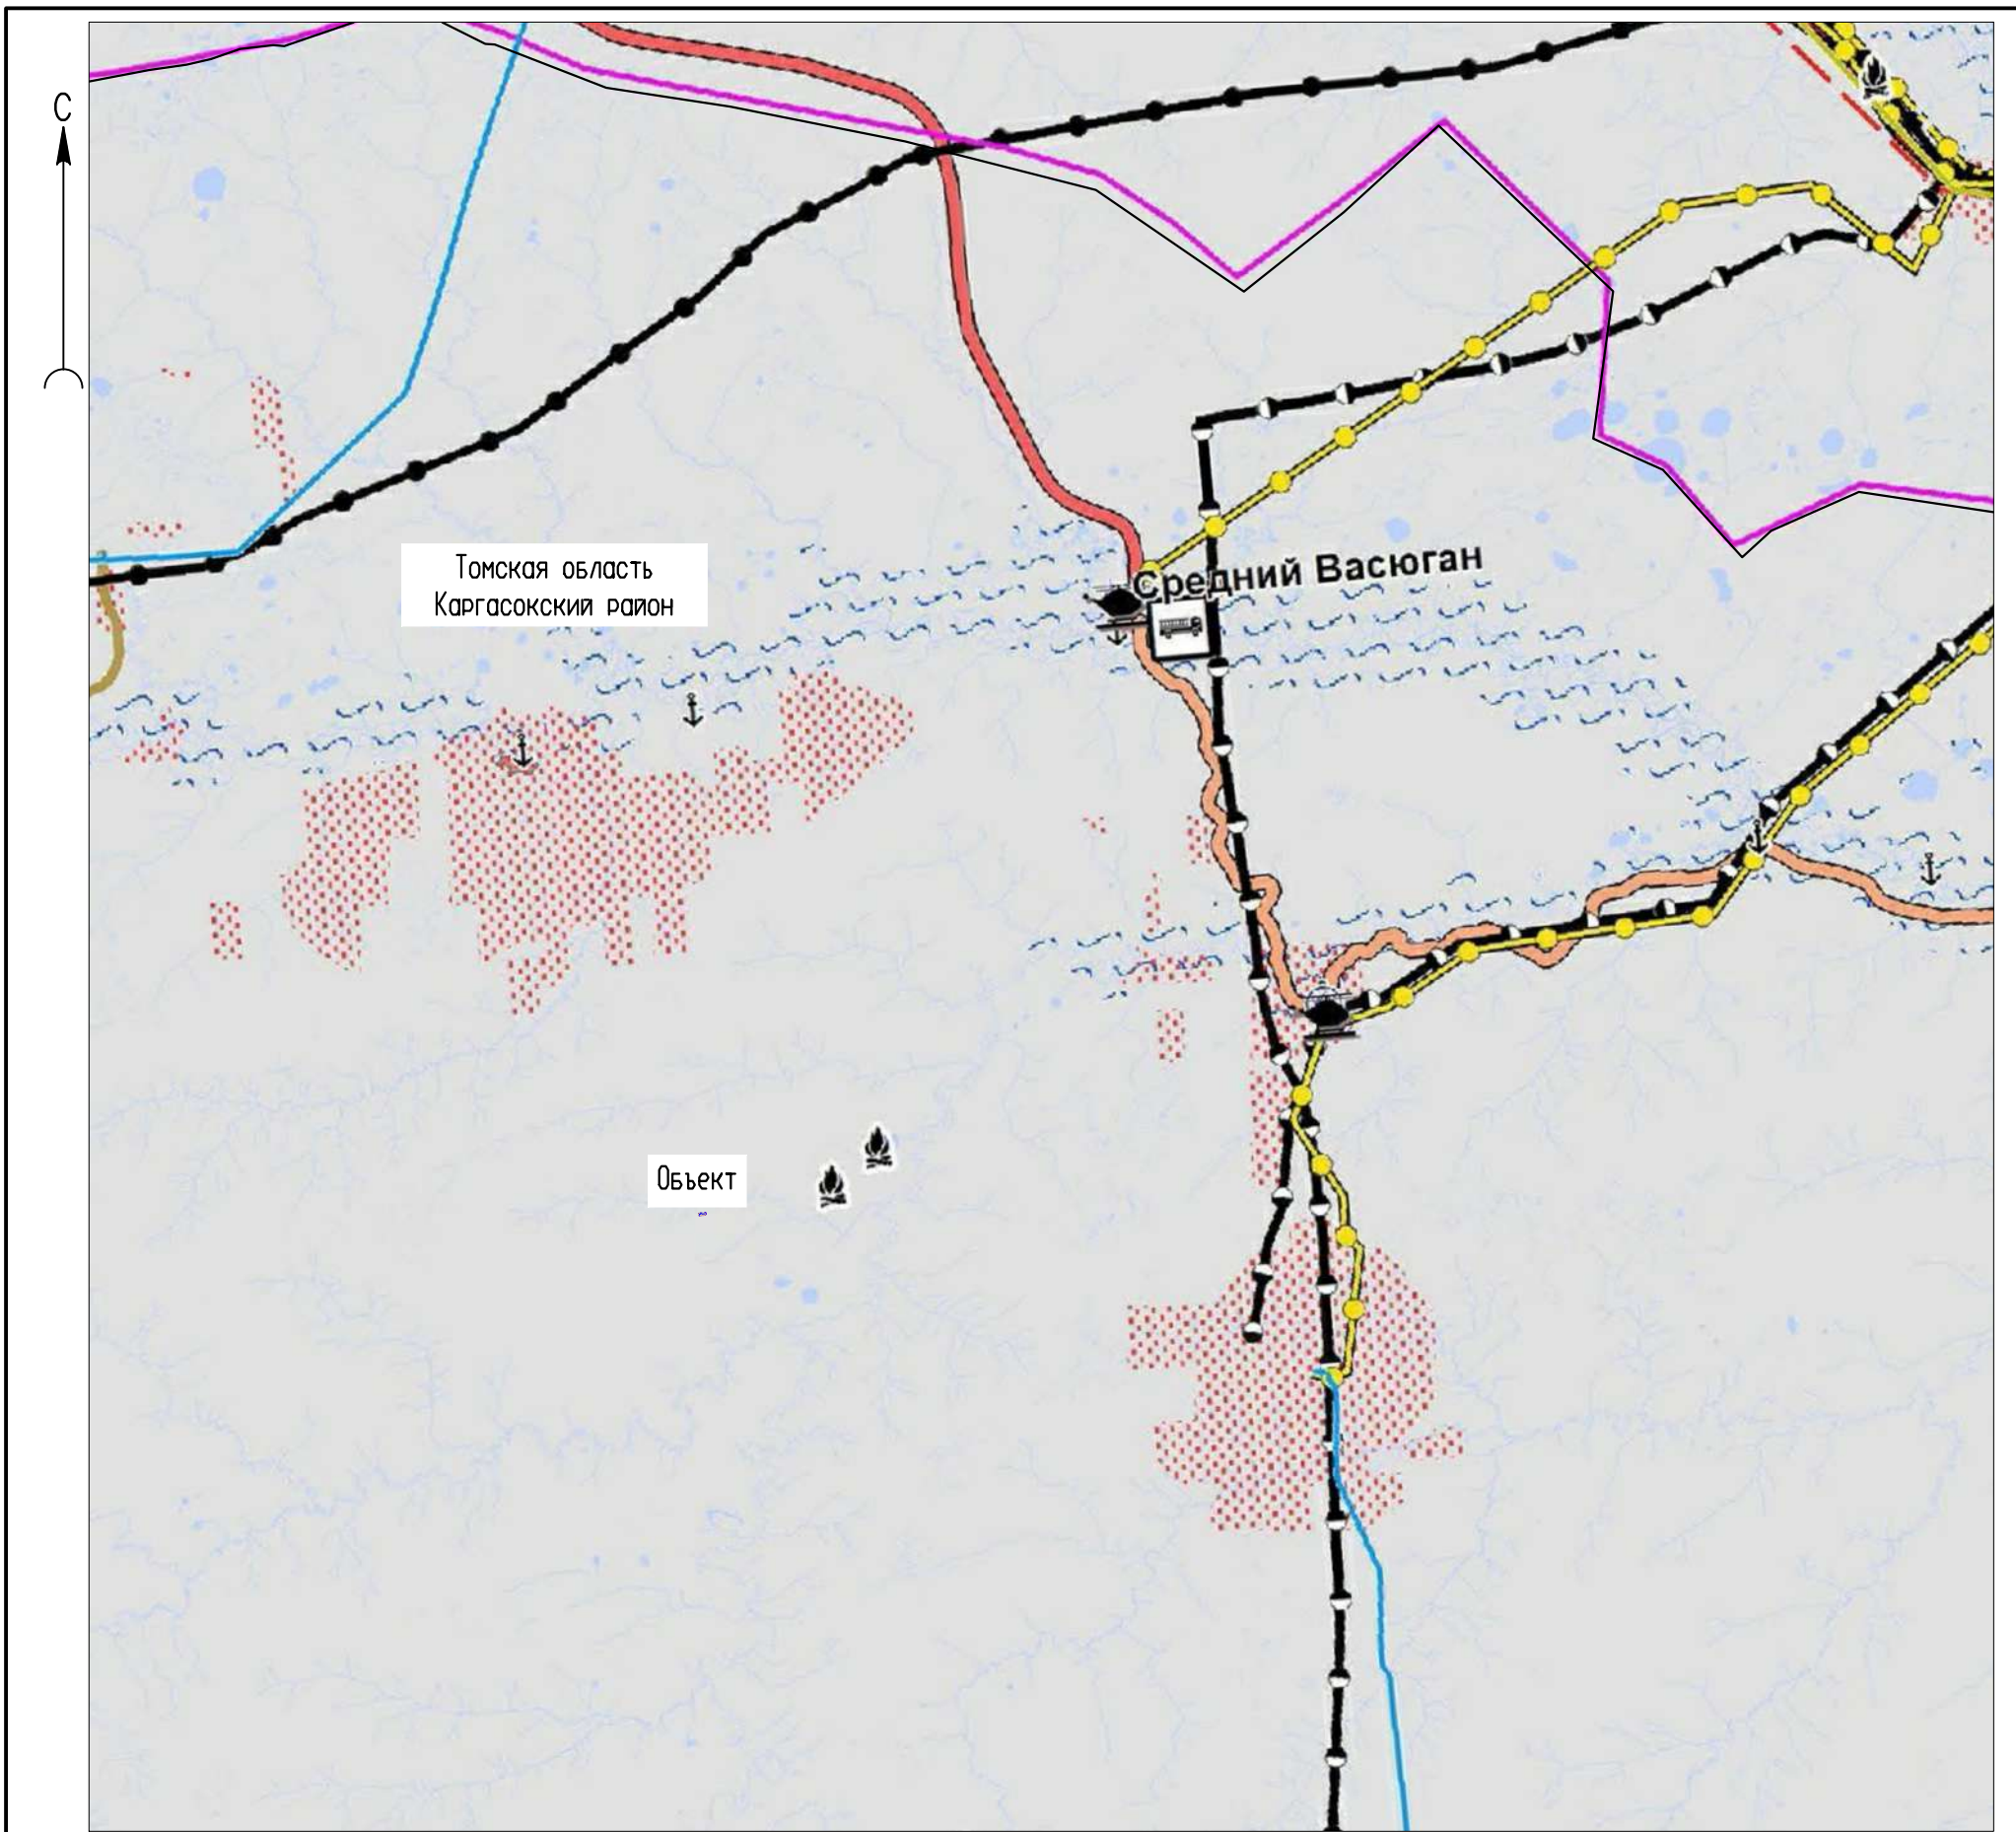 С
Томская область
Каргасокский район
Средний Васюган
Объект